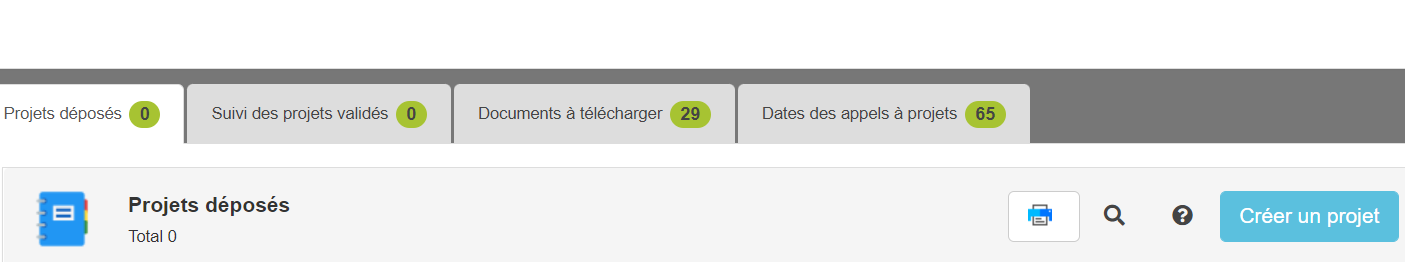 Projets déposés 0 Suivi des projets validés 0 Documents à télécharger 29 Dates des appels à projets 65
Projets déposés
Créer un projet
Total 0